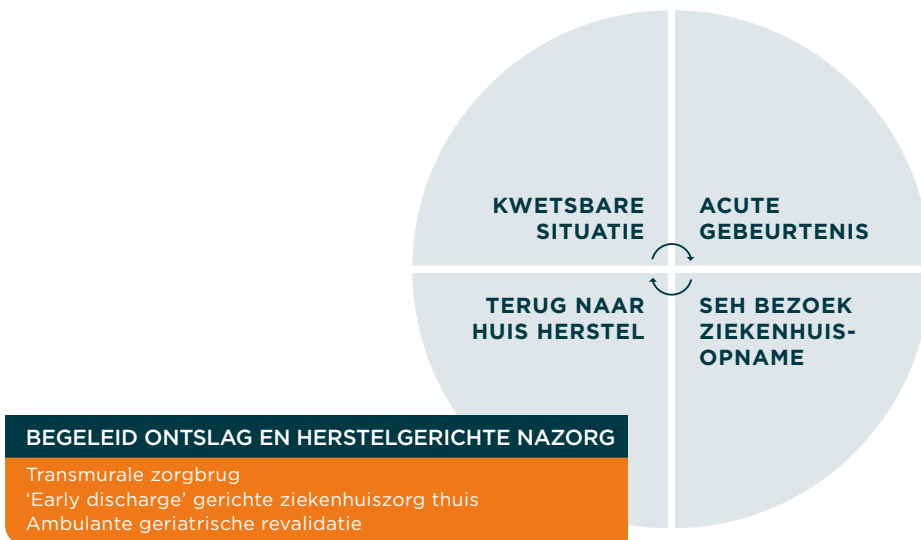 KWETSBARE
SITUATIE
ACUTE
GEBEURTENIS
TERUG NAAR
HUIS HERSTEL
SEH BEZOEK
ZIEKENHUIS-
OPNAME
BEGELEID ONTSLAG EN HERSTELGERICHTE NAZORG
Transmurale zorgbrug
‘Early discharge’ gerichte ziekenhuiszorg thuis
Ambulante geriatrische revalidatie